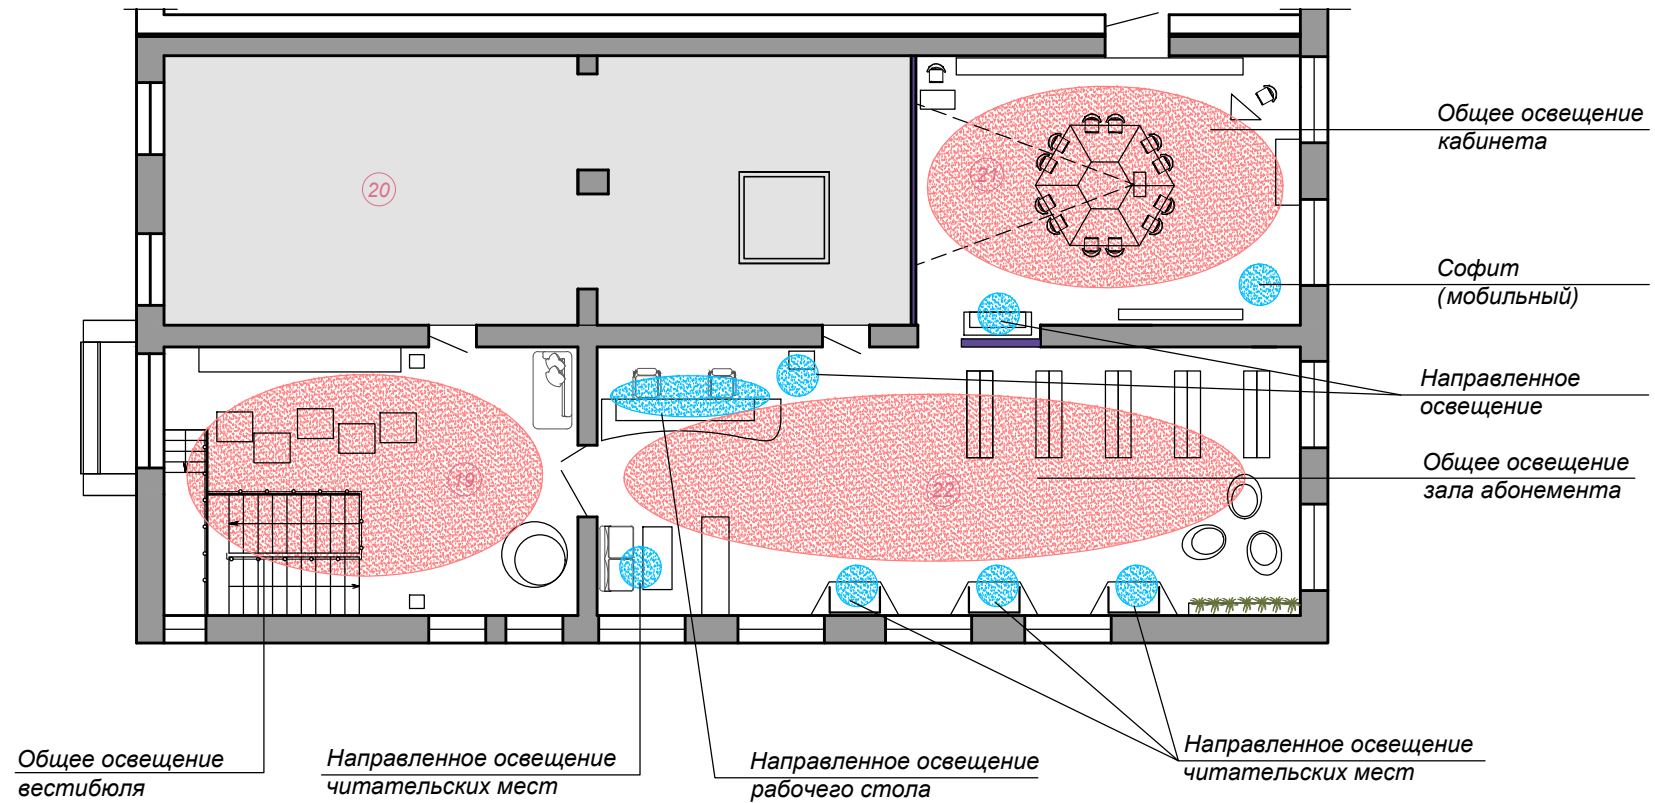 20
21
19
22
Общее освещение
кабинета
Софит
(мобильный)
Направленное
освещение
Общее освещение
зала абонемента
Общее освещение
вестибюля
Направленное освещение
читательских мест
Направленное освещение
рабочего стола
Направленное освещение
читательских мест